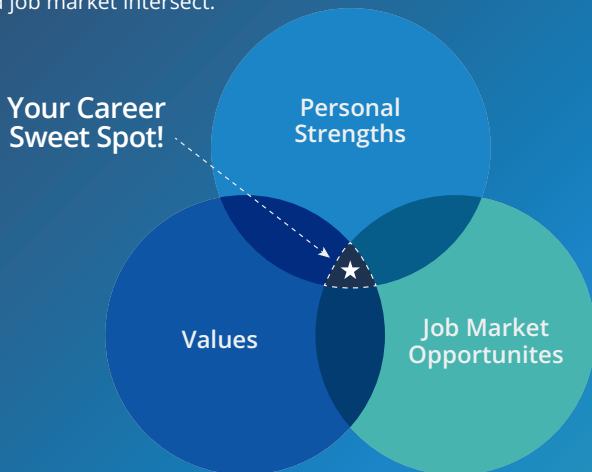 job market intersect.
Your Career
Sweet Spot!
Personal
Strengths
Values
Job Market
Opportunites